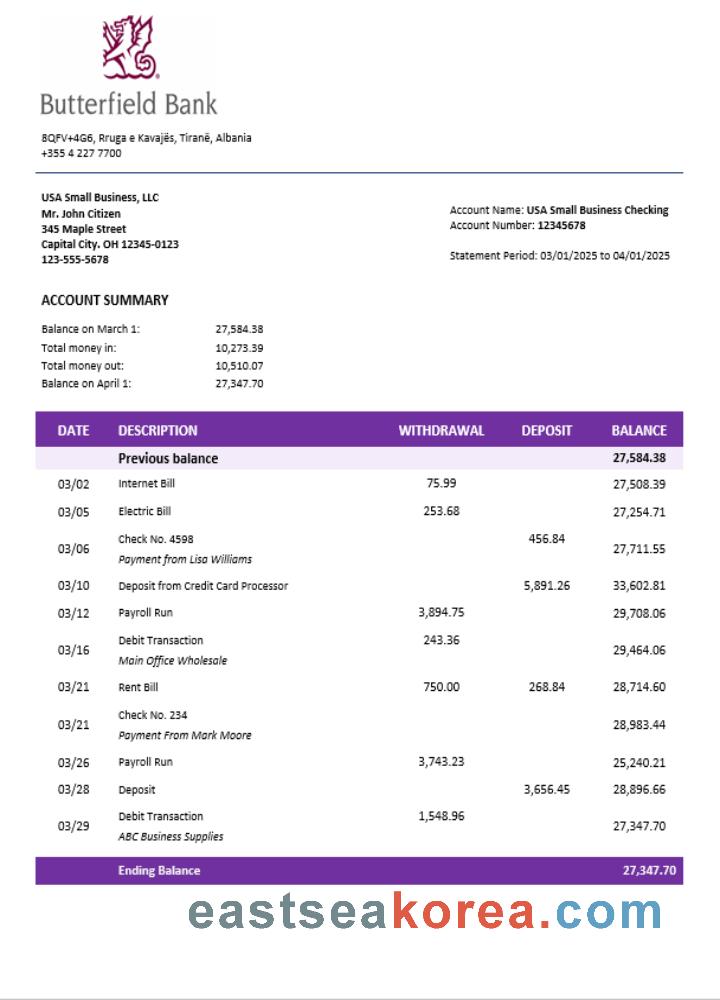 Butterfield Bank
8QFV+4G6, Rruga e Kavajës, Tiranë, Albania
+355 4 227 7700
USA Small Business, LLC
Mr. John Citizen
345 Maple Street
Capital City. OH 12345-0123
123-555-5678
Account Name: USA Small Business Checking
Account Number: 12345678
Statement Period: 03/01/2025 to 04/01/2025
ACCOUNT SUMMARY
Balance on March 1: 27,584.38
Total money in: 10,273.39
Total money out: 10,510.07
Balance on April 1: 27,347.70
DATE DESCRIPTION WITHDRAWAL DEPOSIT BALANCE
Previous balance 27,584.38
03/02 Internet Bill 75.99 27,508.39
03/05 Electric Bill 253.68 27,254.71
03/06 Check No. 4598 456.84 27,711.55
Payment from Lisa Williams
03/10 Deposit from Credit Card Processor 5,891.26 33,602.81
03/12 Payroll Run 3,894.75 29,708.06
03/16 Debit Transaction 243.36 29,464.06
Main Office Wholesale
03/21 Rent Bill 750.00 268.84 28,714.60
03/21 Check No. 234 28,983.44
Payment From Mark Moore
03/26 Payroll Run 3,743.23 25,240.21
03/28 Deposit 3,656.45 28,896.66
03/29 Debit Transaction 1,548.96 27,347.70
ABC Business Supplies
Ending Balance 27,347.70
eastseakorea.com